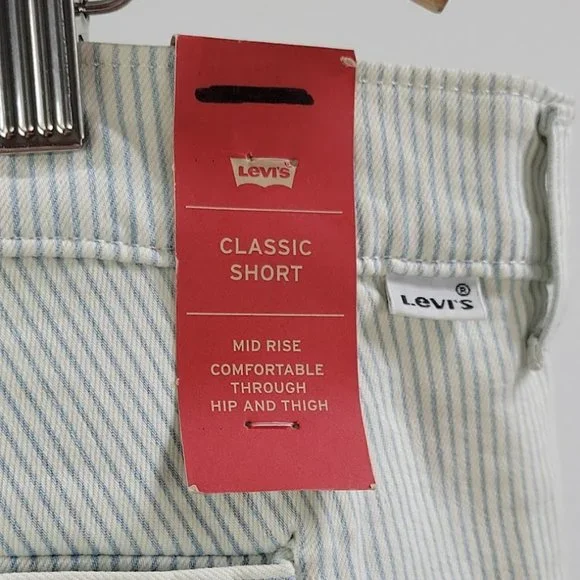 Levi's
CLASSIC
SHORT
MID RISE
COMFORTABLE
THROUGH
HIP AND THIGH
Levi's®